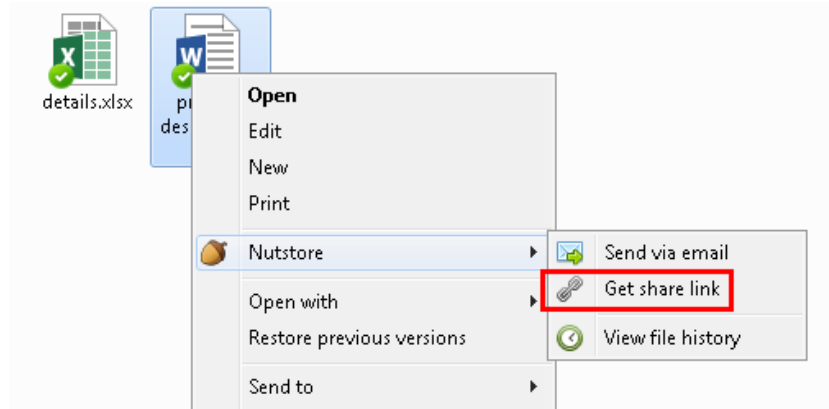 details.xlsx
Open
Edit
New
Print
Nutstore
Send via email
Get share link
View file history
Open with
Restore previous versions
Send to